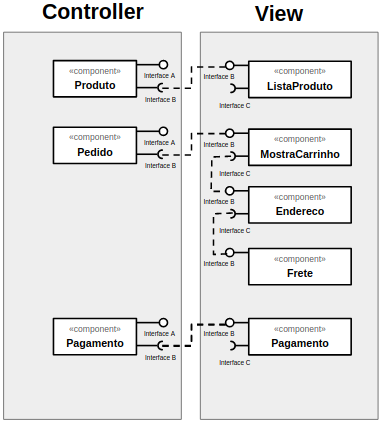 Controller
View
«component»
Produto
Interface A
Interface B
«component»
ListaProduto
Interface B
Interface C
«component»
Pedido
Interface A
Interface B
«component»
MostraCarrinho
Interface B
Interface C
«component»
Endereco
Interface B
Interface C
«component»
Frete
Interface B
«component»
Pagamento
Interface A
Interface B
«component»
Pagamento
Interface B
Interface C